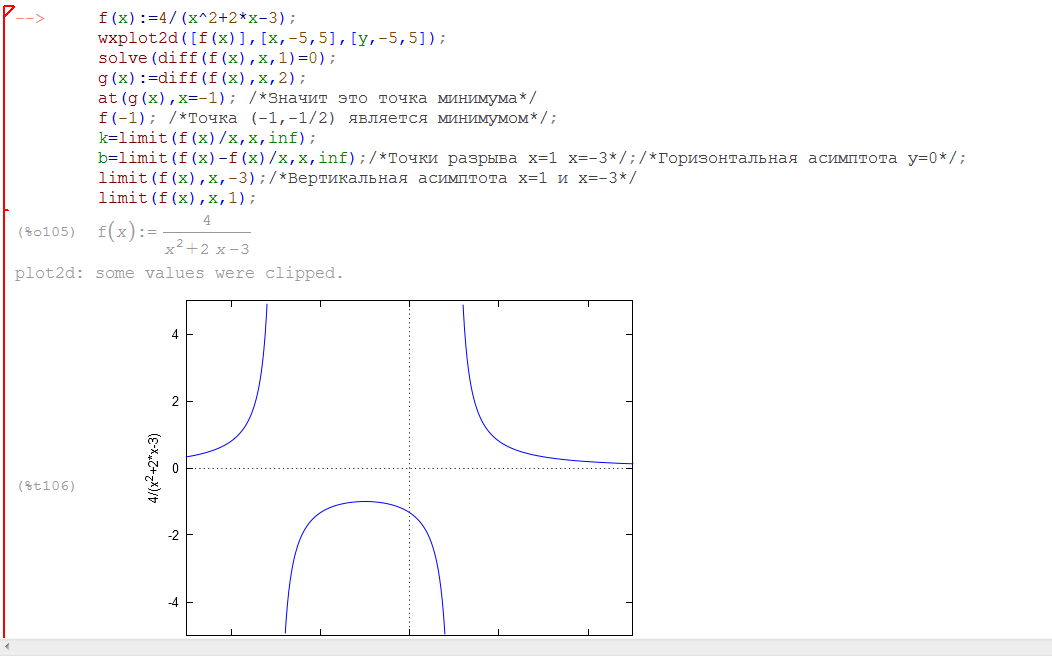 --> f(x):=4/(x^2+2*x-3);
wxplot2d([f(x)],[x,-5,5],[y,-5,5]);
solve(diff(f(x),x,1)=0);
g(x):=diff(f(x),x,2);
at(g(x),x=-1); /*Значит это точка минимума*/
f(-1); /*Точка (-1,-1/2) является минимумом*/;
k=limit(f(x)/x,x,inf);
b=limit(f(x)-f(x)/x,x,inf);/*Точки разрыва x=1 x=-3*/;/*Горизонтальная асимптота y=0*/;
limit(f(x),x,-3);/*Вертикальная асимптота x=1 и x=-3*/
limit(f(x),x,1);
(%o105) f(x):= 4/(x²+2 x-3)
plot2d: some values were clipped.
4
2
0
-2
-4
4/(x²+2*x-3)
(%t106)